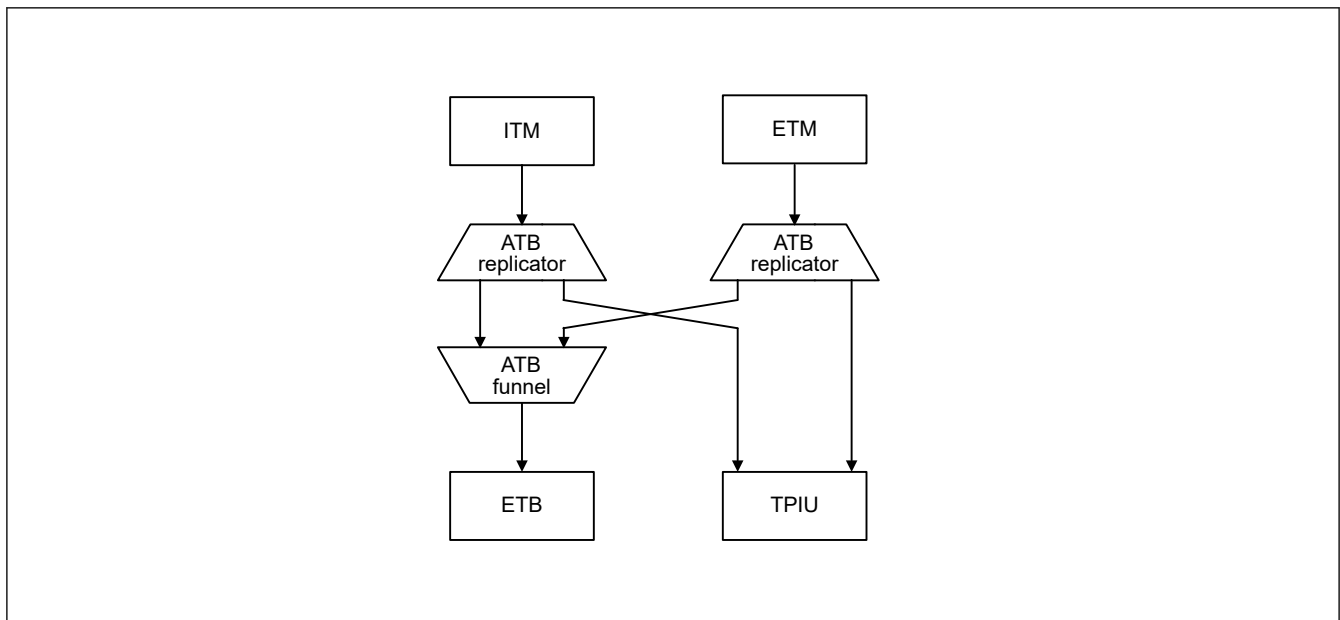 ITM
ETM
ATB
replicator
ATB
replicator
ATB
funnel
ETB
TPIU